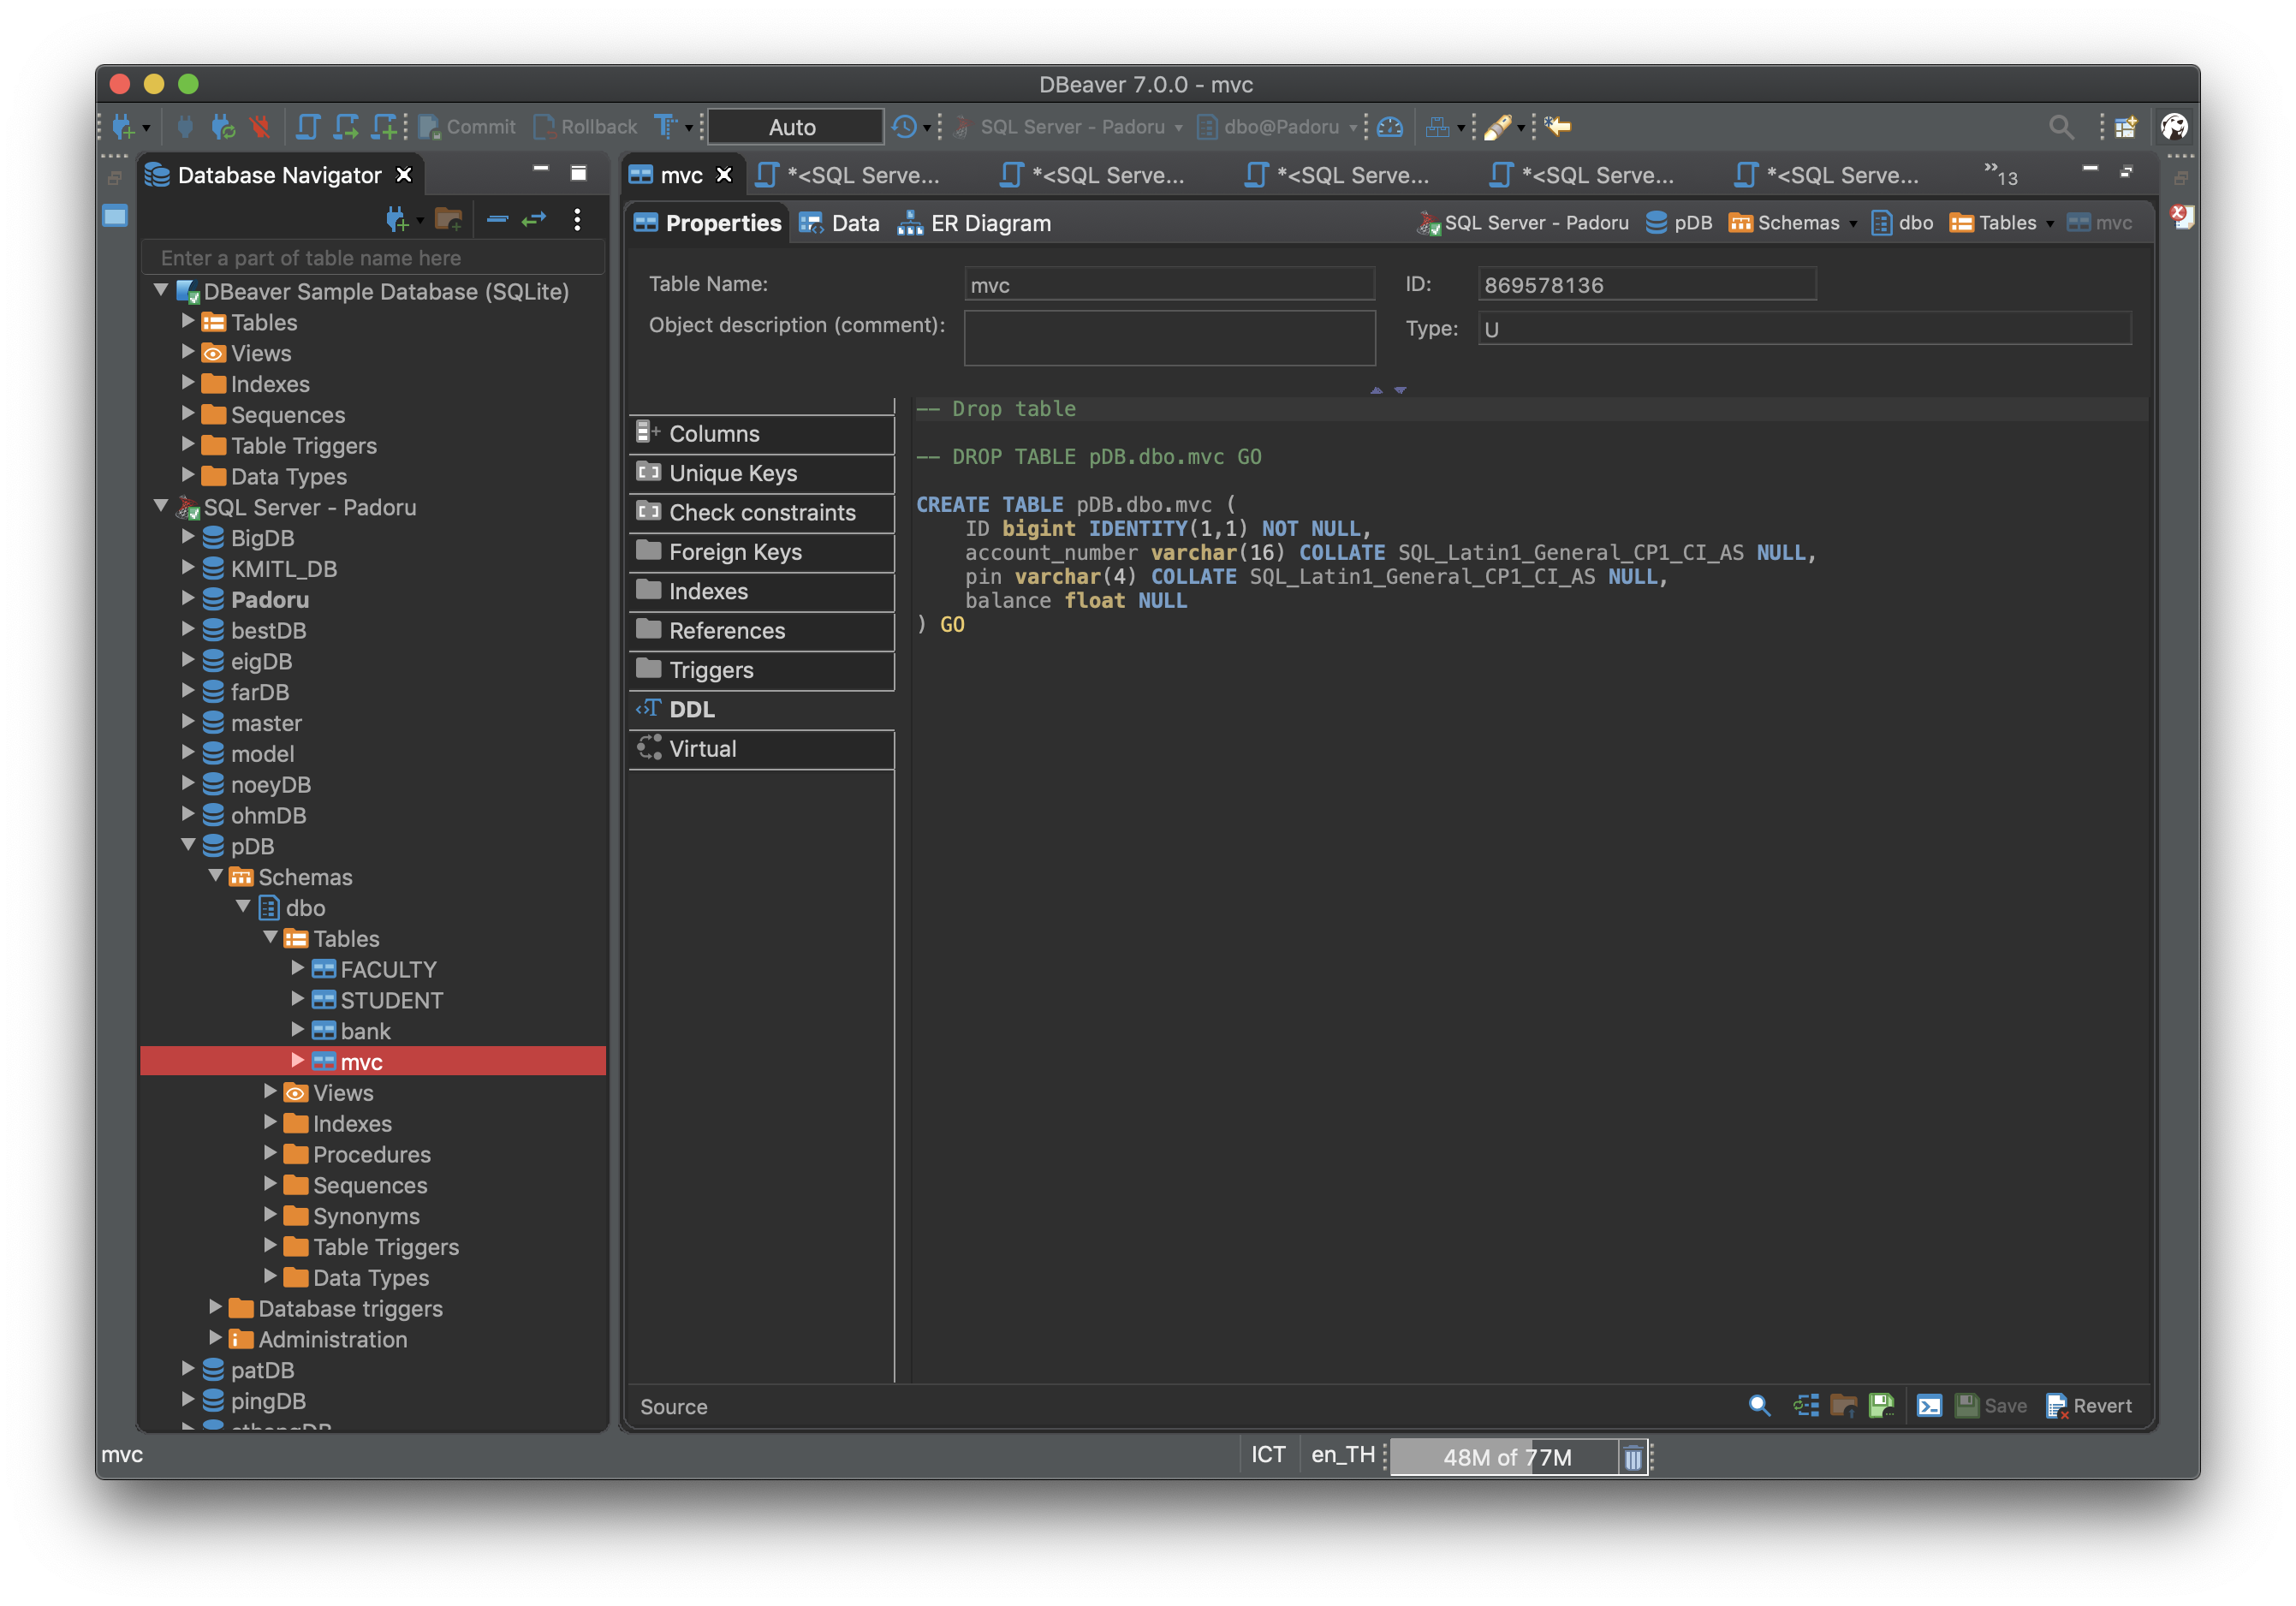 DBeaver 7.0.0 - mvc
Commit Rollback Auto SQL Server - Padoru dbo@Padoru
Database Navigator
Enter a part of table name here
DBeaver Sample Database (SQLite)
Tables
Views
Indexes
Sequences
Table Triggers
Data Types
SQL Server - Padoru
BigDB
KMITL_DB
Padoru
bestDB
eigDB
farDB
master
model
noeyDB
ohmDB
pDB
Schemas
dbo
Tables
FACULTY
STUDENT
bank
mvc
Views
Indexes
Procedures
Sequences
Synonyms
Table Triggers
Data Types
Database triggers
Administration
patDB
pingDB
mvc *<SQL Serve... *<SQL Serve... *<SQL Serve... *<SQL Serve... *<SQL Serve... »13
Properties Data ER Diagram SQL Server - Padoru pDB Schemas dbo Tables mvc
Table Name: mvc ID: 869578136
Object description (comment): Type: U
Columns
Unique Keys
Check constraints
Foreign Keys
Indexes
References
Triggers
DDL
Virtual
-- Drop table
-- DROP TABLE pDB.dbo.mvc GO
CREATE TABLE pDB.dbo.mvc (
ID bigint IDENTITY(1,1) NOT NULL,
account_number varchar(16) COLLATE SQL_Latin1_General_CP1_CI_AS NULL,
pin varchar(4) COLLATE SQL_Latin1_General_CP1_CI_AS NULL,
balance float NULL
) GO
Source Save Revert
mvc ICT en_TH 48M of 77M